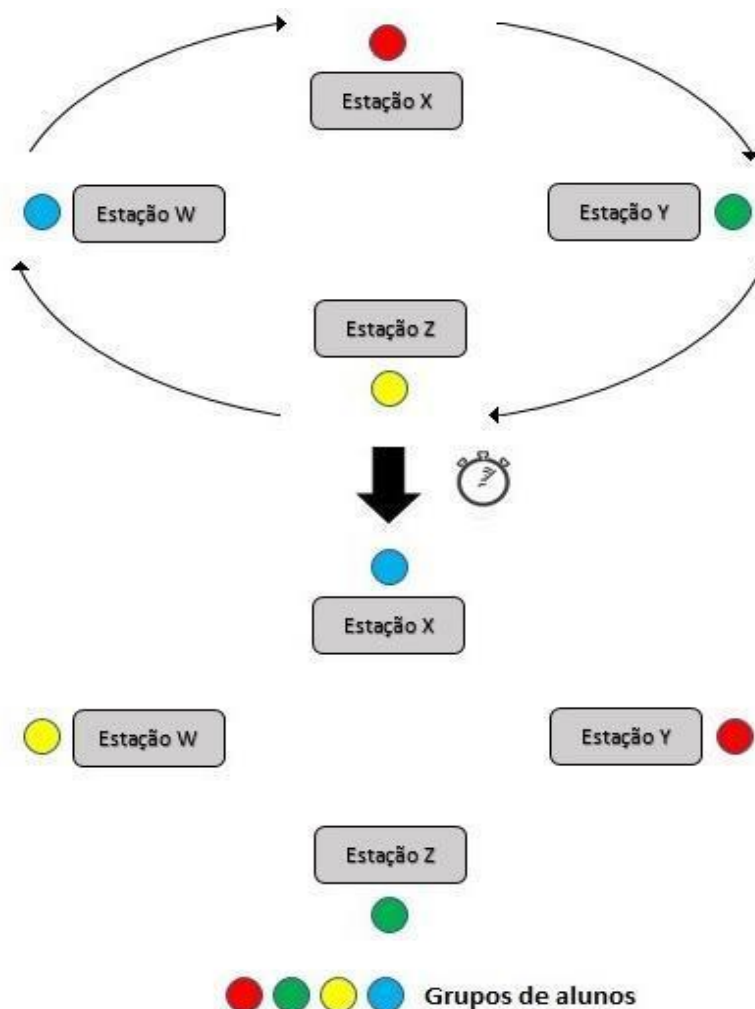 Estação X
Estação W
Estação Y
Estação Z
Estação X
Estação W
Estação Y
Estação Z
Grupos de alunos